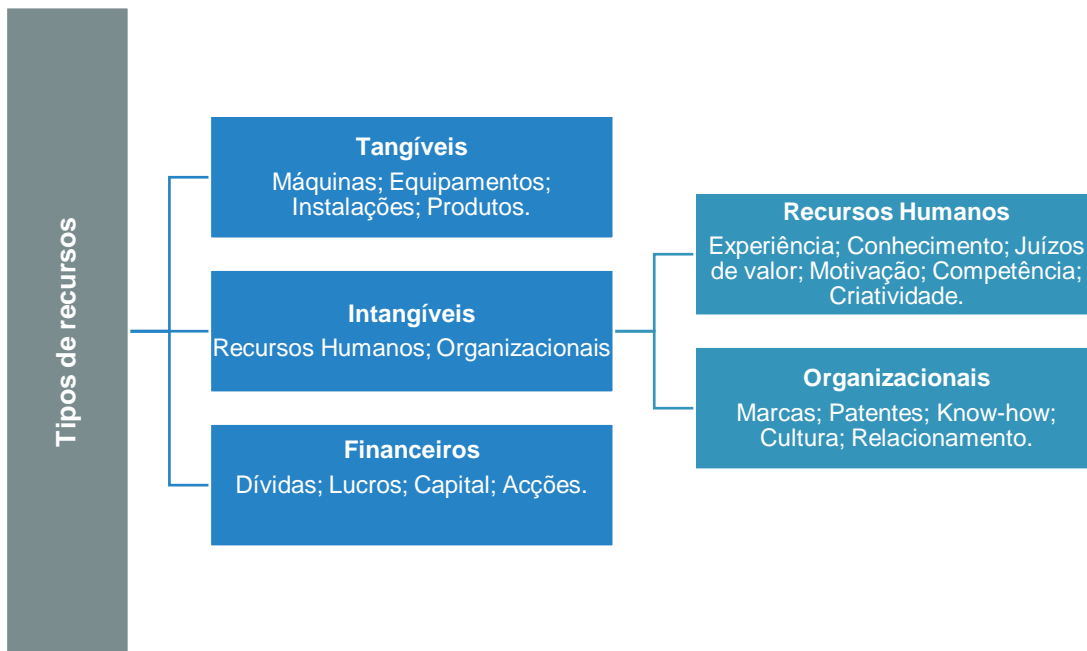 Tipos de recursos
Tangíveis
Máquinas; Equipamentos;
Instalações; Produtos.
Intangíveis
Recursos Humanos; Organizacionais
Financeiros
Dívidas; Lucros; Capital; Acções.
Recursos Humanos
Experiência; Conhecimento; Juízos
de valor; Motivação; Competência;
Criatividade.
Organizacionais
Marcas; Patentes; Know-how;
Cultura; Relacionamento.